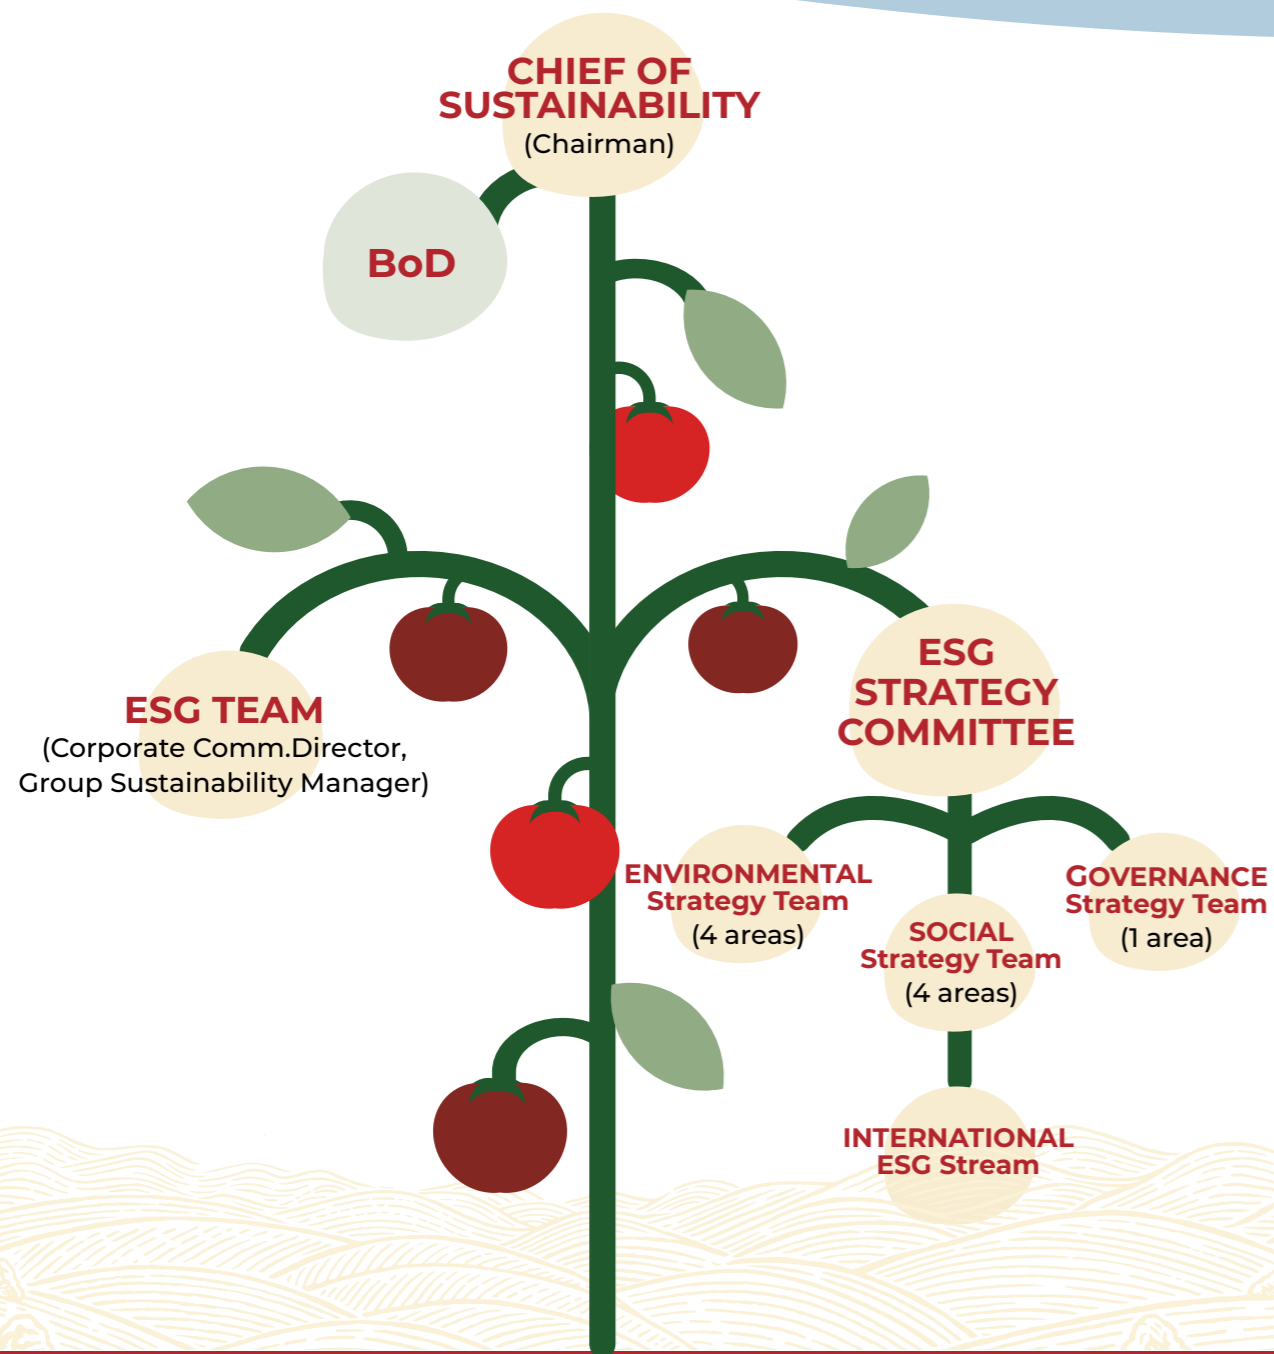 CHIEF OF
SUSTAINABILITY
(Chairman)
BoD
ESG TEAM
(Corporate Comm.Director,
Group Sustainability Manager)
ESG
STRATEGY
COMMITTEE
ENVIRONMENTAL
Strategy Team
(4 areas)
SOCIAL
Strategy Team
(4 areas)
GOVERNANCE
Strategy Team
(1 area)
INTERNATIONAL
ESG Stream